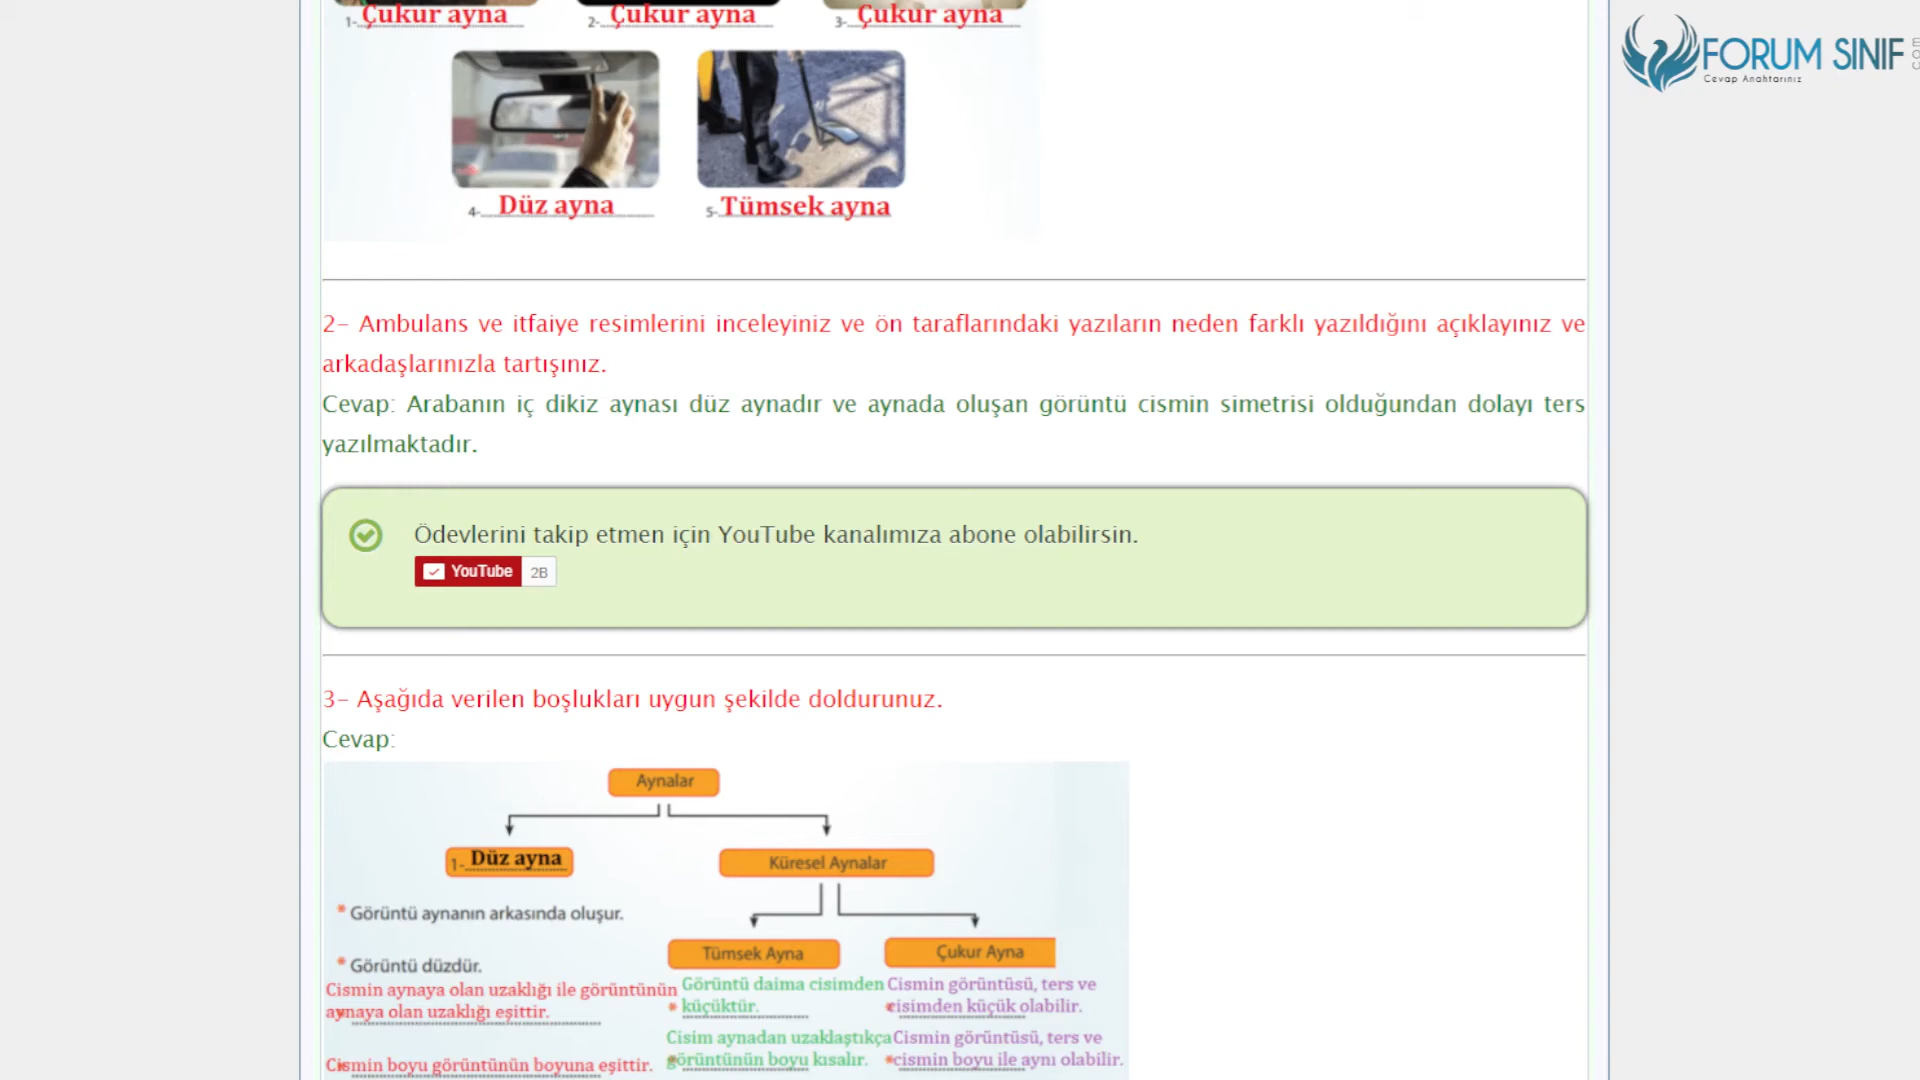 1- Çukur ayna 2- Çukur ayna 3- Çukur ayna
FORUM SINIF
Cevap Anahtarınız
4- Düz ayna 5- Tümsek ayna
2- Ambulans ve itfaiye resimlerini inceleyiniz ve ön taraflarındaki yazıların neden farklı yazıldığını açıklayınız ve
arkadaşlarınızla tartışınız.
Cevap: Arabanın iç dikiz aynası düz aynadır ve aynada oluşan görüntü cismin simetrisi olduğundan dolayı ters
yazılmaktadır.
Ödevlerini takip etmen için YouTube kanalımıza abone olabilirsin.
YouTube 2B
3- Aşağıda verilen boşlukları uygun şekilde doldurunuz.
Cevap:
Aynalar
1- Düz ayna
Küresel Aynalar
* Görüntü aynanın arkasında oluşur.
Tümsek Ayna
Çukur Ayna
* Görüntü düzdür.
Cismin aynaya olan uzaklığı ile görüntünün
aynaya olan uzaklığı eşittir.
Görüntü daima cisimden
* küçüktür.
Cismin görüntüsü, ters ve
cisimden küçük olabilir.
Cismin boyu görüntünün boyuna eşittir.
Cisim aynadan uzaklaştıkça
görüntünün boyu kısalır.
Cismin görüntüsü, ters ve
*cismin boyu ile aynı olabilir.